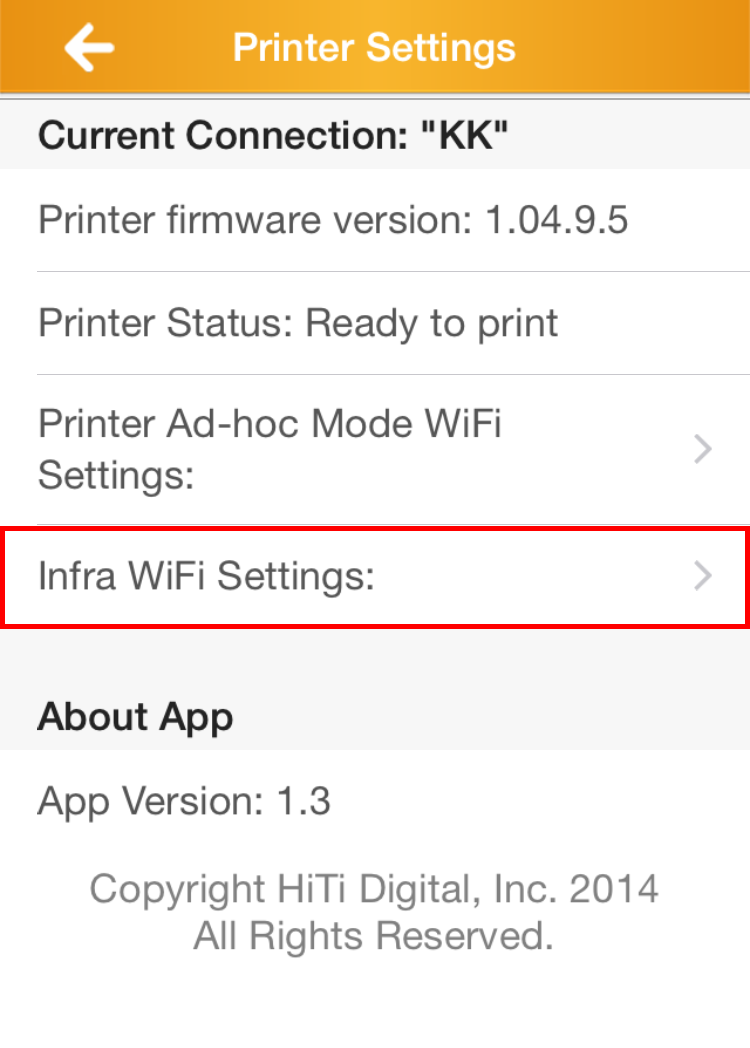 Printer Settings
Current Connection: "KK"
Printer firmware version: 1.04.9.5
Printer Status: Ready to print
Printer Ad-hoc Mode WiFi
Settings:
Infra WiFi Settings:
About App
App Version: 1.3
Copyright HiTi Digital, Inc. 2014
All Rights Reserved.